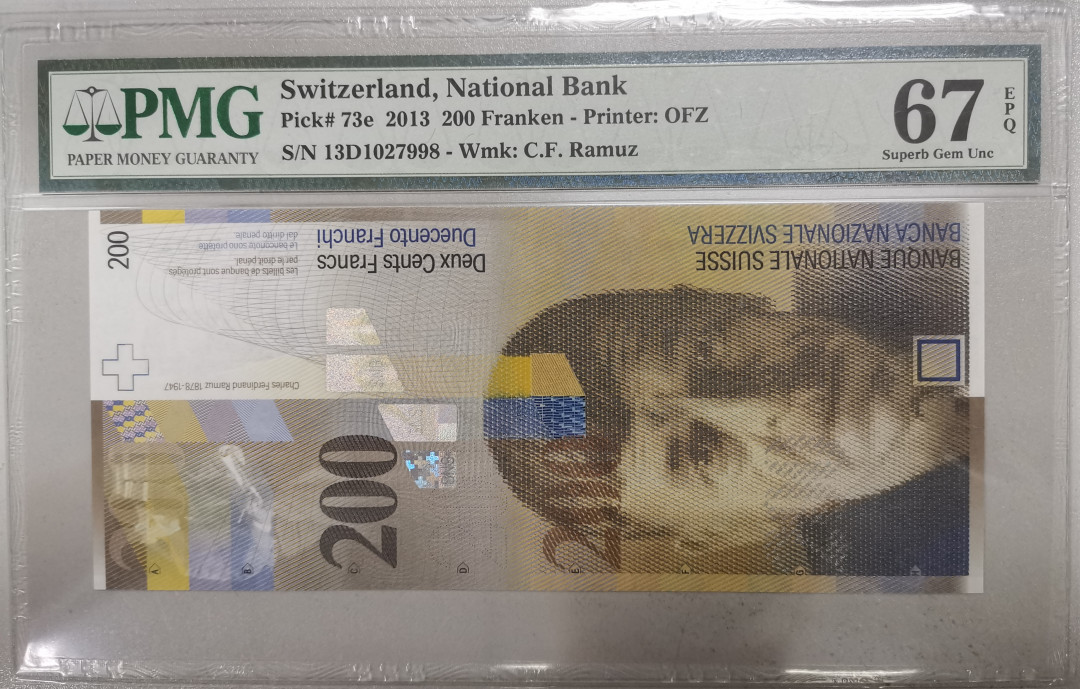 PMG
PAPER MONEY GUARANTY
Switzerland, National Bank
Pick# 73e 2013 200 Franken - Printer: OFZ
S/N 13D1027998 - Wmk: C.F. Ramuz
67
EPQ
Superb Gem Unc
200
BANQUE NATIONALE SUISSE
BANCA NAZIONALE SVIZZERA
Deux Cents Francs
Duecento Franchi
Les billets de banque sont protégés
par le droit pénal
Le banconote sono protette
dal diritto penale
Charles Ferdinand Ramuz 1878-1947
200
200
A
B
C
D
E
F
G